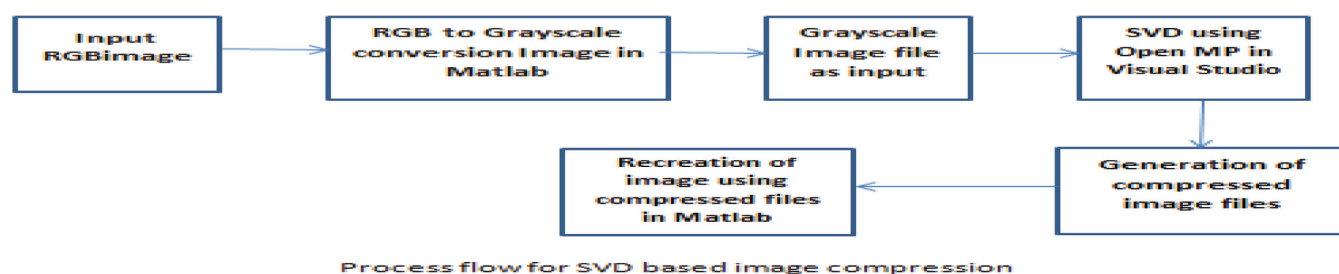 Input
RGBimage
RGB to Grayscale
conversion Image in
Matlab
Grayscale
Image file
as input
SVD using
Open MP in
Visual Studio
Generation of
compressed
image files
Recreation of
image using
compressed files
in Matlab
Process flow for SVD based image compression